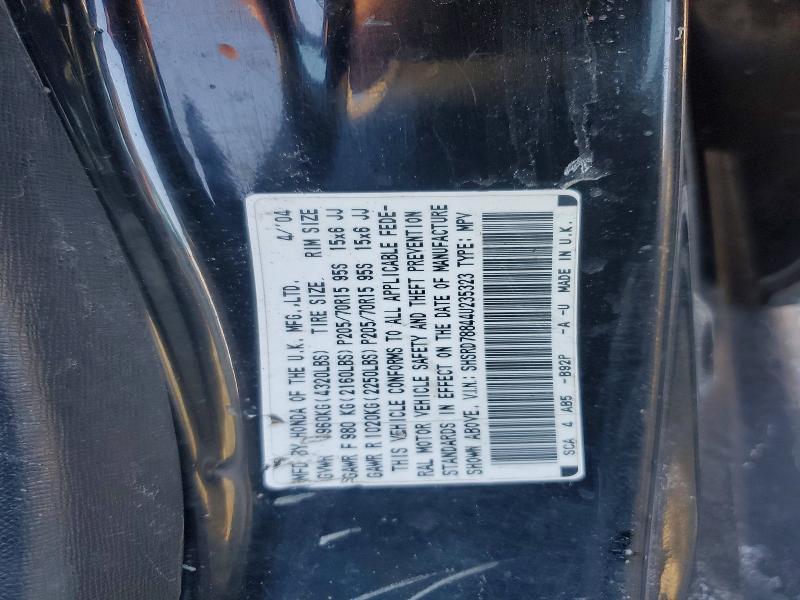 MFD BY HONDA OF THE U.K. MFG.,LTD. 4/'04
GVWR 1960KG(4320LBS) TIRE SIZE RIM SIZE
GAWR F 980 KG(2160LBS)P205/70R15 95S 15x6 JJ
GAWR R 1020KG(2250LBS)P205/70R15 95S 15x6 JJ
THIS VEHICLE CONFORMS TO ALL APPLICABLE FEDE-
RAL MOTOR VEHICLE SAFETY AND THEFT PREVENTION
STANDARDS IN EFFECT ON THE DATE OF MANUFACTURE
SHOWN ABOVE. V.I.N: SHSRD78844U235323 TYPE: MPV
SCA 4 AB5 -B92P -A -U MADE IN U.K.